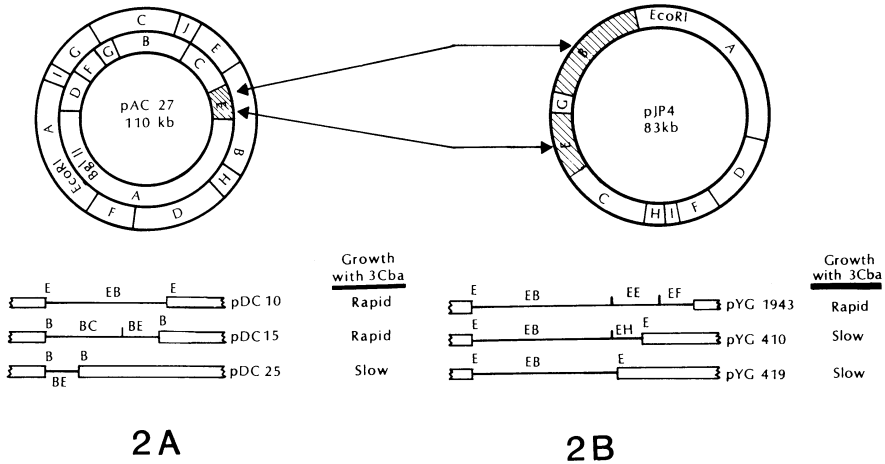 C
J
E
G
B
C
I
F
G
D
E
A
pAC 27
110 kb
B
EcoRI
Bgl II
A
H
F
D
EcoRI
B
A
G
pJP4
83kb
E
C
D
H
I
F
Growth
with 3Cba
E
EB
E
pDC 10
Rapid
B
BC
BE
B
pDC 15
Rapid
B
B
BE
pDC 25
Slow
Growth
with 3Cba
E
EB
EE
EF
pYG 1943
Rapid
E
EB
EH
E
pYG 410
Slow
E
EB
E
pYG 419
Slow
2A
2B